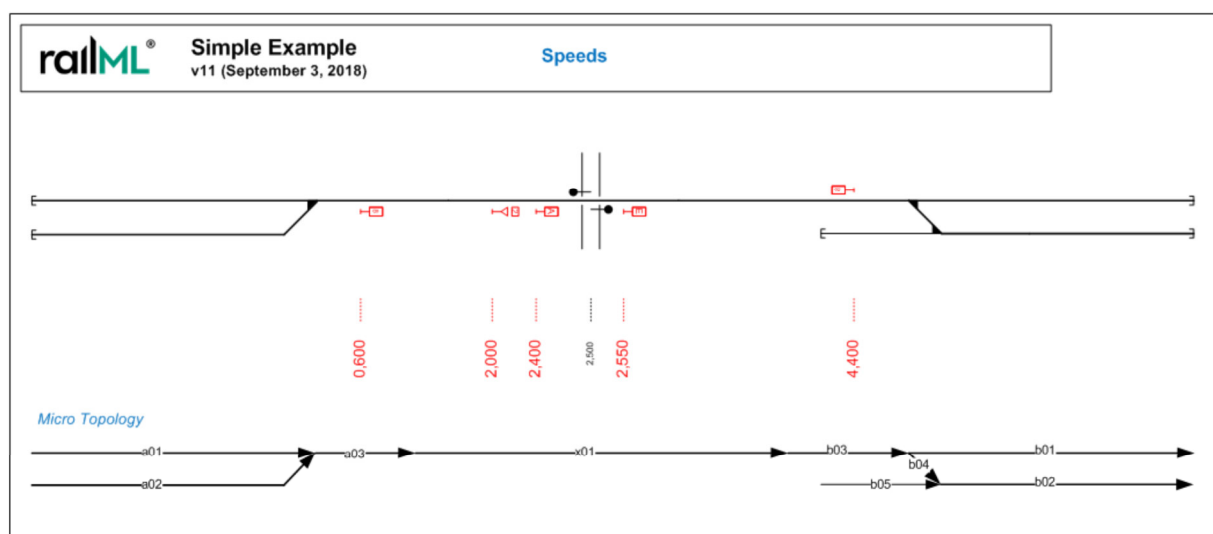 railML®
Simple Example
v11 (September 3, 2018)
Speeds
A
E
0,600
2,000
2,400
2,500
2,550
4,400
Micro Topology
a01
a03
x01
b03
b01
b04
a02
b05
b02